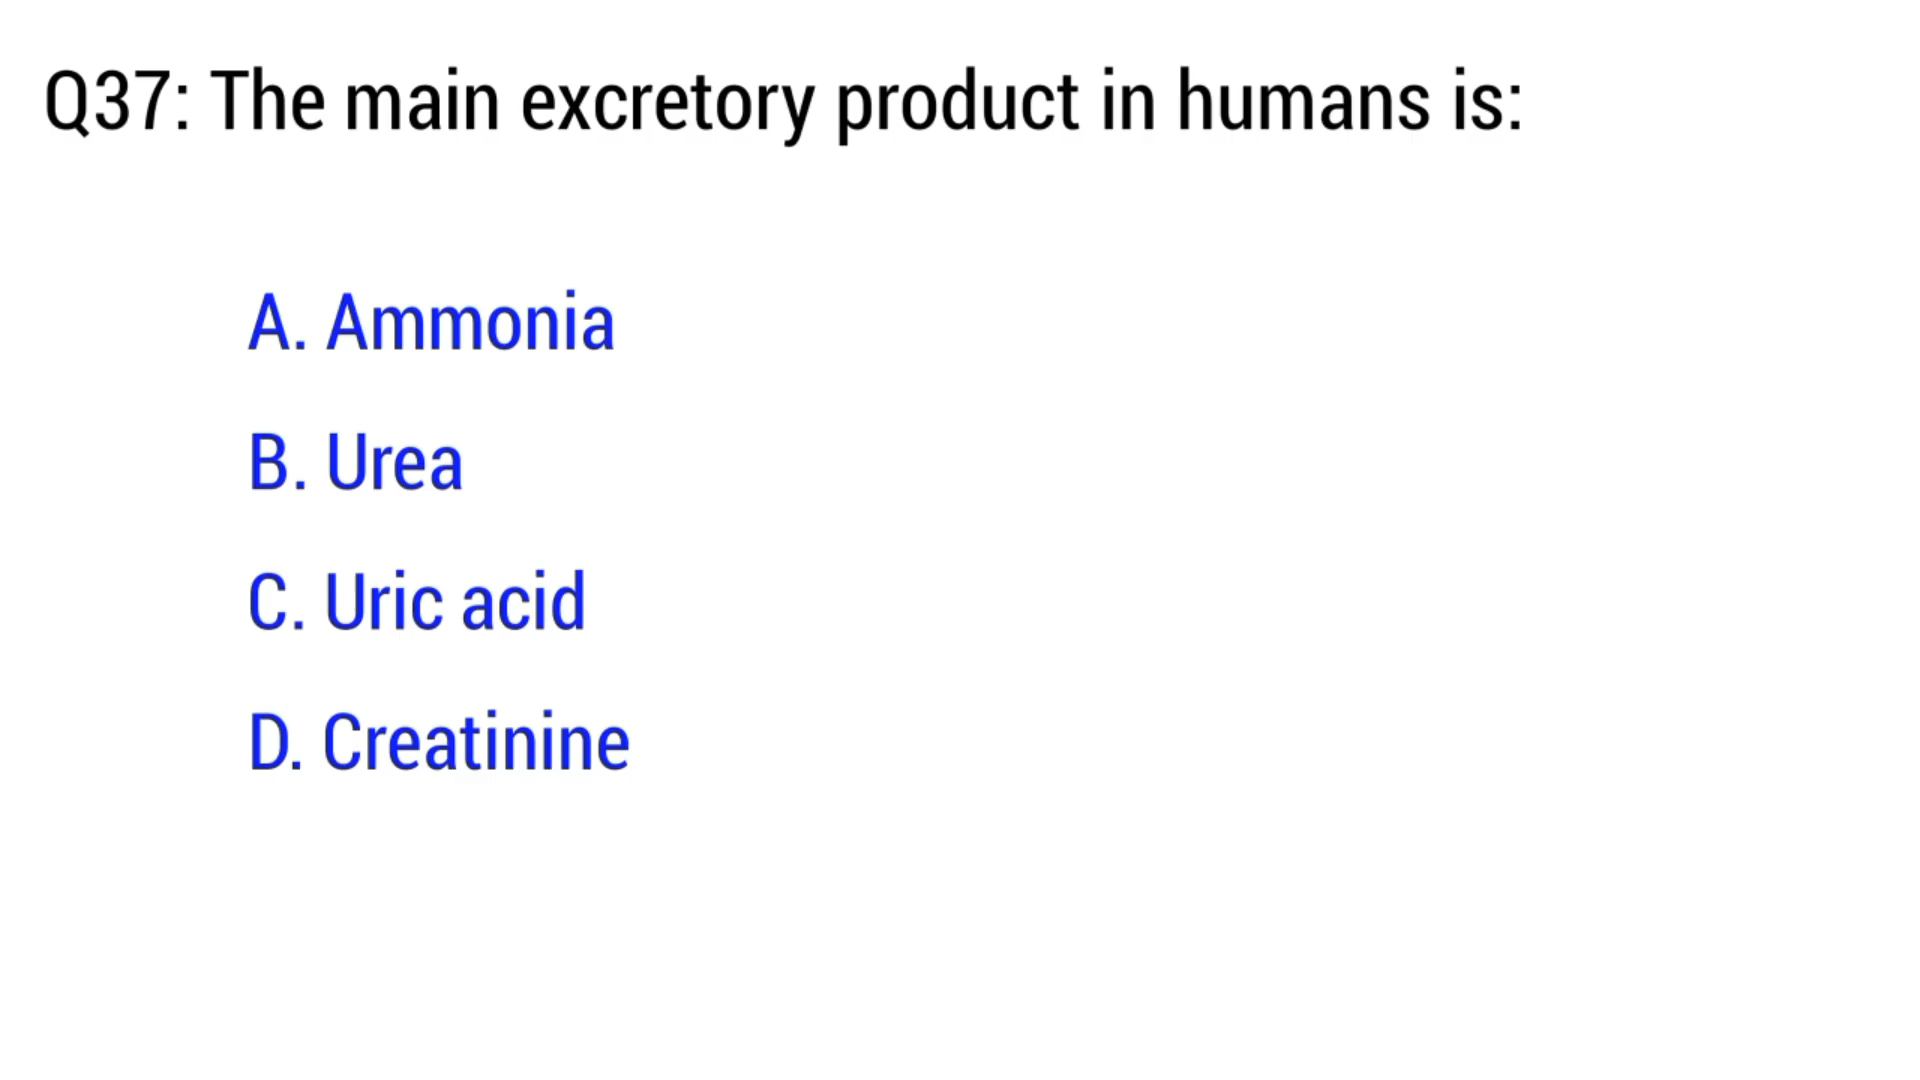 Q37: The main excretory product in humans is:
A. Ammonia
B. Urea
C. Uric acid
D. Creatinine